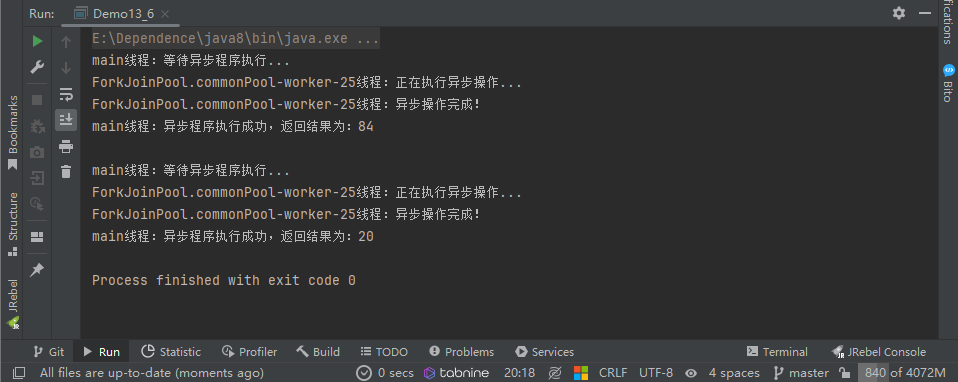 Run: Demo13_6
E:\Dependence\java8\bin\java.exe ...
main线程：等待异步程序执行...
ForkJoinPool.commonPool-worker-25线程：正在执行异步操作...
ForkJoinPool.commonPool-worker-25线程：异步操作完成！
main线程：异步程序执行成功，返回结果为：84
main线程：等待异步程序执行...
ForkJoinPool.commonPool-worker-25线程：正在执行异步操作...
ForkJoinPool.commonPool-worker-25线程：异步操作完成！
main线程：异步程序执行成功，返回结果为：20
Process finished with exit code 0
Bookmarks
Structure
JRebel
JR
Bito
Git Run Statistic Profiler Build TODO Problems Services Terminal JRebel Console
All files are up-to-date (moments ago) 0 secs tabnine 20:18 CRLF UTF-8 4 spaces master 840 of 4072M